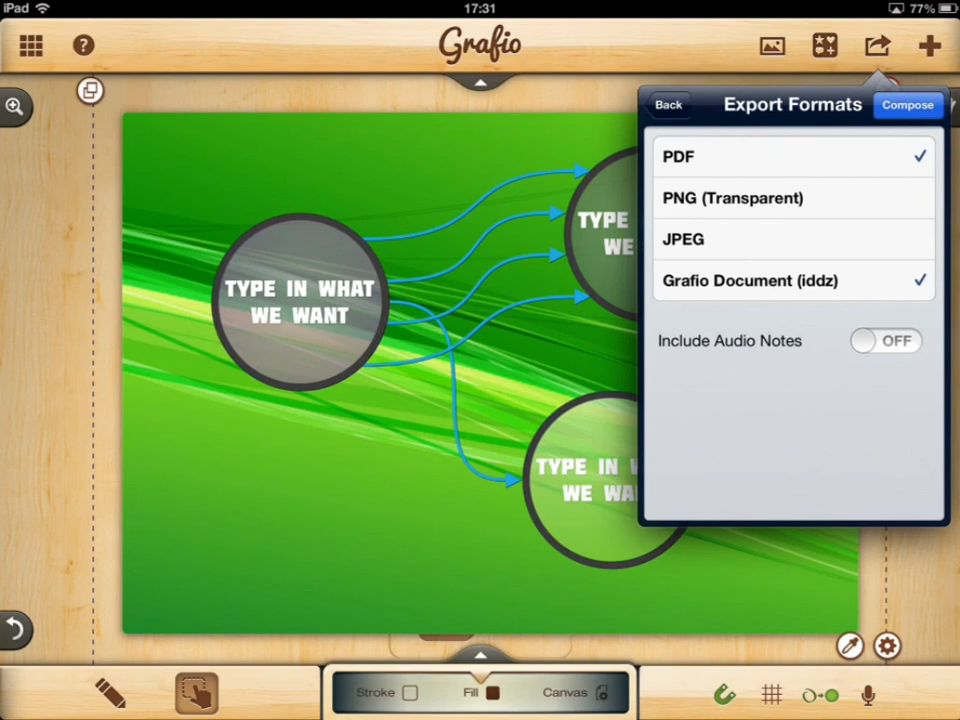 iPad
17:31
77%
Grafio
Back
Export Formats
Compose
PDF
PNG (Transparent)
JPEG
Grafio Document (iddz)
Include Audio Notes
OFF
TYPE IN WHAT
WE WANT
TYPE
WE
TYPE IN
WE
Stroke
Fill
Canvas